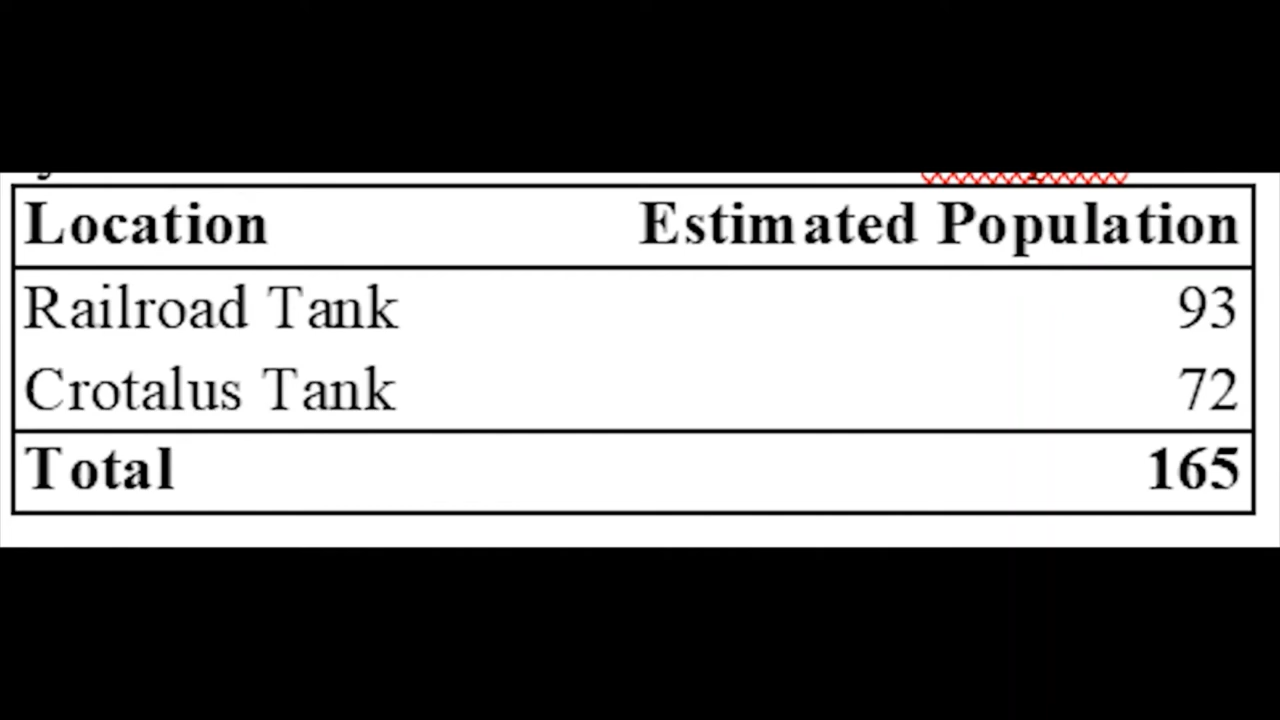 Location Estimated Population
Railroad Tank 93
Crotalus Tank 72
Total 165